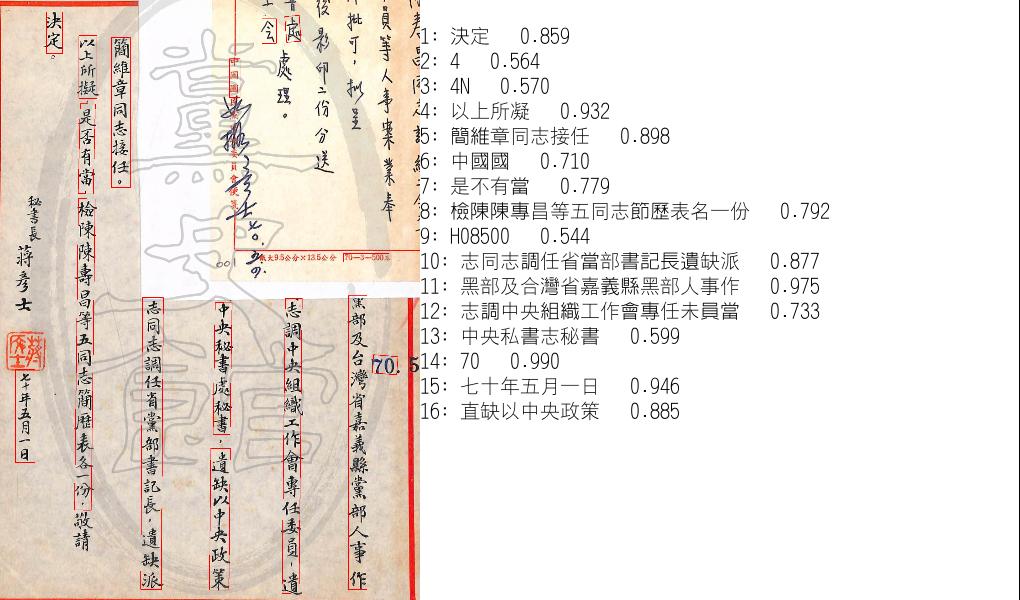 員等人事案業奉
批可，擬呈
後影印二份分送
處理。
70-3-500
大9.5公分×13.5公分
001
70.5
黨部及台灣省嘉義縣黨部人事作
志調中央組織工作會專任委員，遺
中央秘書處秘書，遺缺以中央政策
志同志調任省黨部書記長，遺缺派
簡維章同志接任。
以上所擬，是否有當，檢陳陳壽昌等五同志簡歷表各一份，敬請
決定。
秘書長 蔣彥士
七十年五月一日
1: 決定 0.859
2: 4 0.564
3: 4N 0.570
4: 以上所凝 0.932
5: 簡維章同志接任 0.898
6: 中國國 0.710
7: 是不有當 0.779
8: 檢陳陳專昌等五同志節歷表名一份 0.792
9: H08500 0.544
10: 志同志調任省當部書記長遺缺派 0.877
11: 黑部及合灣省嘉義縣黑部人事作 0.975
12: 志調中央組織工作會專任未員當 0.733
13: 中央私書志秘書 0.599
14: 70 0.990
15: 七十年五月一日 0.946
16: 直缺以中央政策 0.885